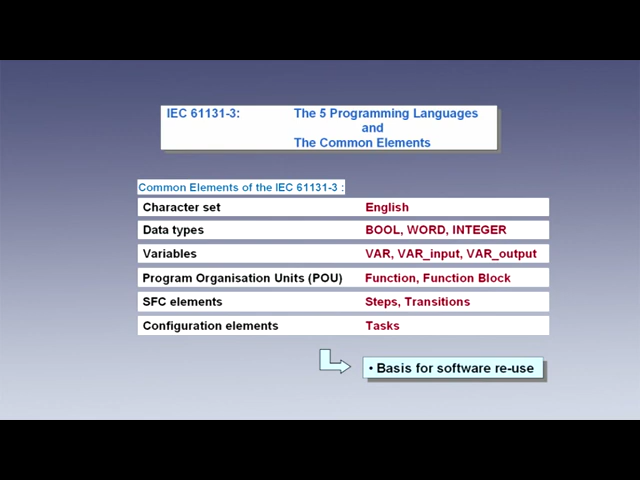 IEC 61131-3: The 5 Programming Languages
and
The Common Elements
Common Elements of the IEC 61131-3 :
Character set English
Data types BOOL, WORD, INTEGER
Variables VAR, VAR_input, VAR_output
Program Organisation Units (POU) Function, Function Block
SFC elements Steps, Transitions
Configuration elements Tasks
• Basis for software re-use